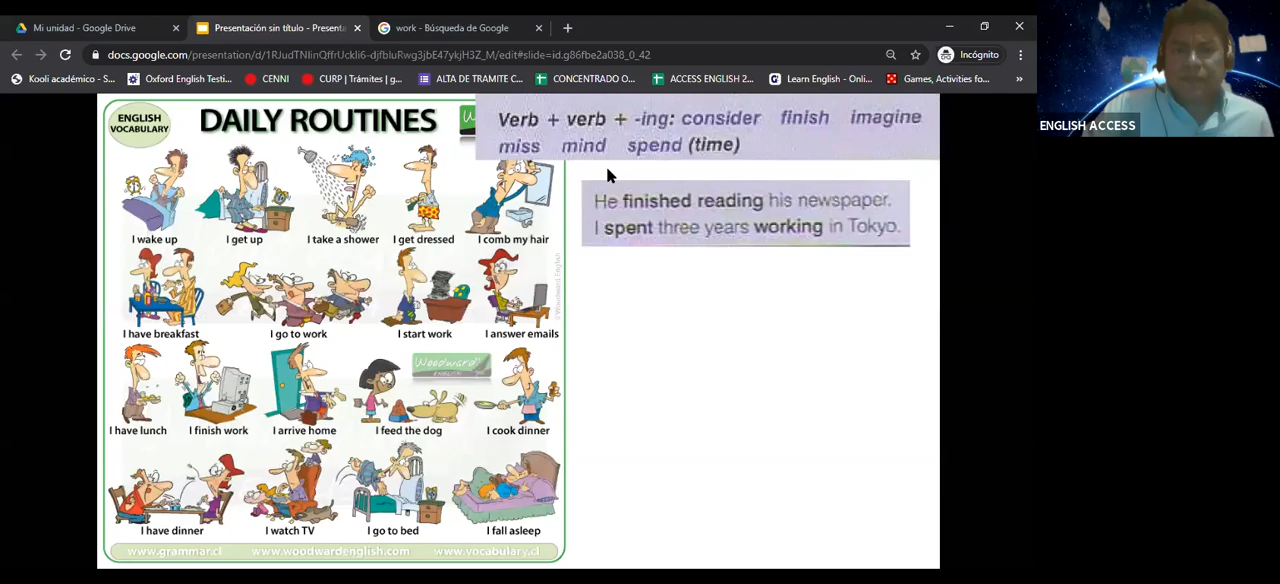 Mi unidad - Google Drive
Presentación sin título - Presenta
work - Búsqueda de Google
docs.google.com/presentation/d/1RJudTNlinQffrUckIi6-djfbluRwg3jbE47ykjH3Z_M/edit#slide=id.g86fbe2a038_0_42
Incógnito
Kooli académico - S...
Oxford English Testi...
CENNI
CURP | Trámites | g...
ALTA DE TRAMITE C...
CONCENTRADO O...
ACCESS ENGLISH 2...
Learn English - Onli...
Games, Activities fo...
ENGLISH ACCESS
ENGLISH
VOCABULARY
DAILY ROUTINES
Verb + verb + -ing: consider finish imagine
miss mind spend (time)
He finished reading his newspaper.
I spent three years working in Tokyo.
I wake up
I get up
I take a shower
I get dressed
I comb my hair
I have breakfast
I go to work
I start work
I answer emails
Woodward
ENGLISH
I have lunch
I finish work
I arrive home
I feed the dog
I cook dinner
I have dinner
I watch TV
I go to bed
I fall asleep
www.grammar.cl www.woodwardenglish.com www.vocabulary.cl
© Woodward English